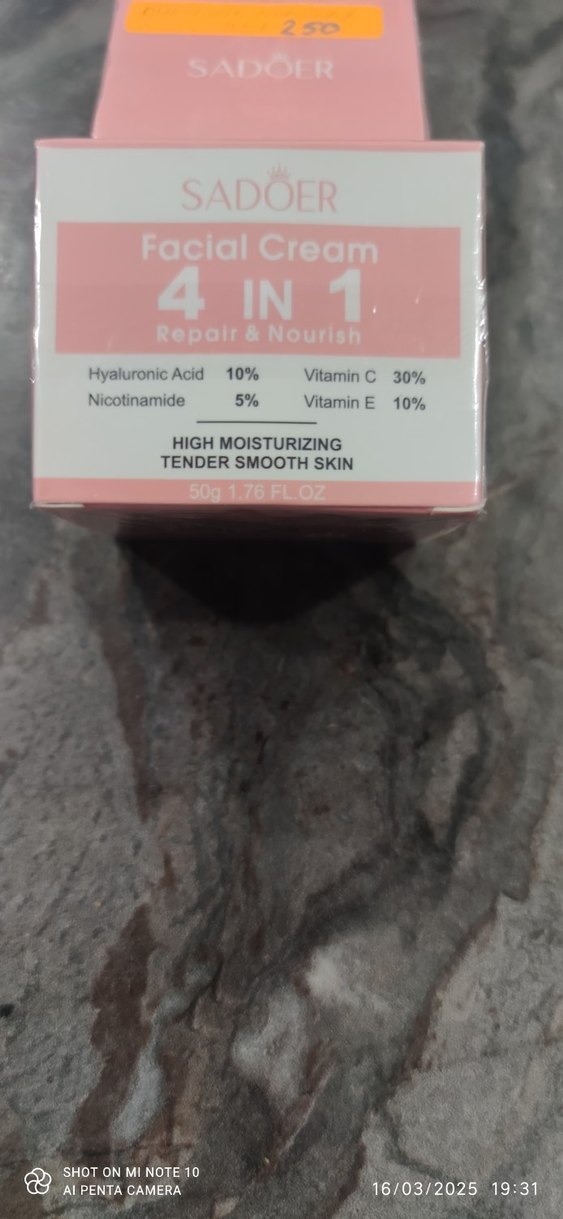 250
SADOER
SADOER
Facial Cream
4 IN 1
Repair & Nourish
Hyaluronic Acid 10% Vitamin C 30%
Nicotinamide 5% Vitamin E 10%
HIGH MOISTURIZING
TENDER SMOOTH SKIN
50g 1.76 FL.OZ
SHOT ON MI NOTE 10
AI PENTA CAMERA
16/03/2025 19:31